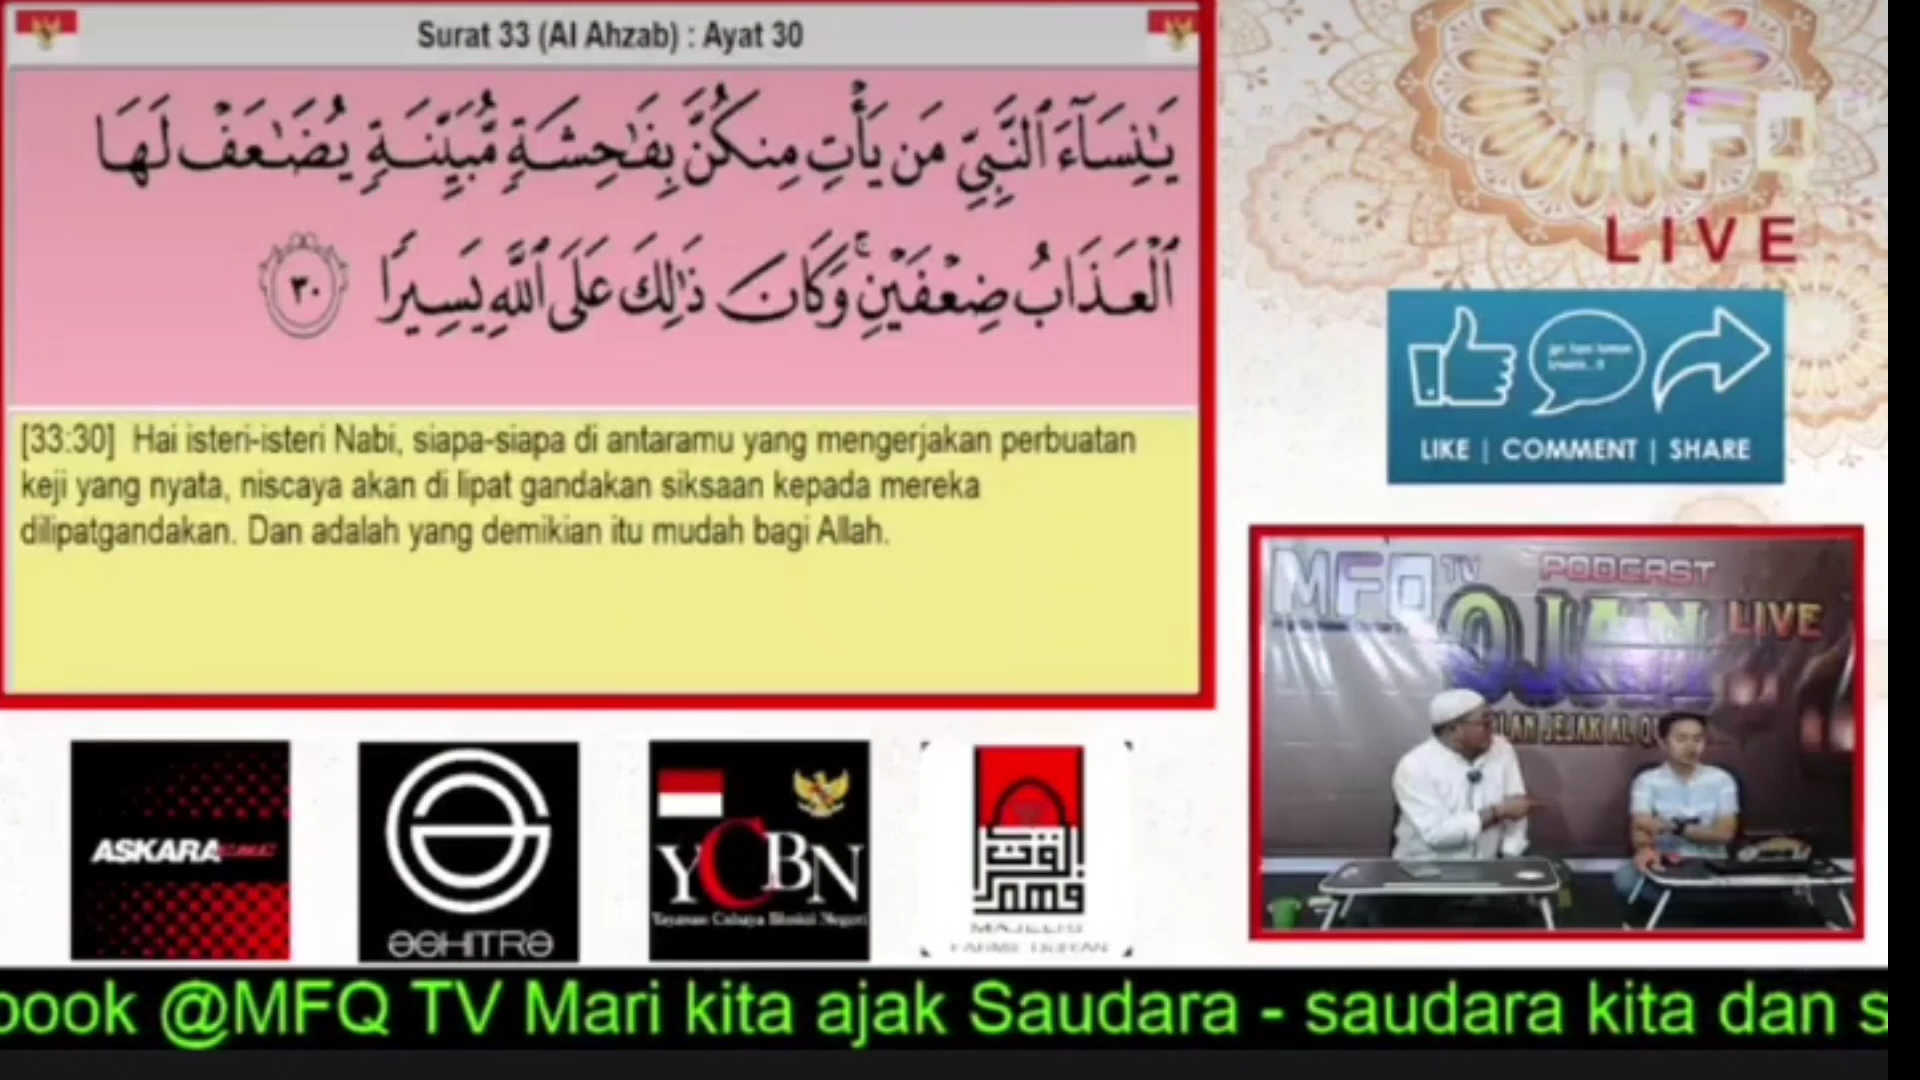 Surat 33 (Al Ahzab) : Ayat 30
يَٰنِسَآءَ ٱلنَّبِىِّ مَن يَأْتِ مِنكُنَّ بِفَٰحِشَةٍ مُّبَيِّنَةٍ يُضَٰعَفْ لَهَا
ٱلْعَذَابُ ضِعْفَيْنِ ۚ وَكَانَ ذَٰلِكَ عَلَى ٱللَّهِ يَسِيرًا ٣٠
[33:30] Hai isteri-isteri Nabi, siapa-siapa di antaramu yang mengerjakan perbuatan
keji yang nyata, niscaya akan di lipat gandakan siksaan kepada mereka
dilipatgandakan. Dan adalah yang demikian itu mudah bagi Allah.
MFQ
LIVE
LIKE | COMMENT | SHARE
MFQ TV PODCAST
QJAN LIVE
JEJAK AL
ASKARA
YCBN
Yayasan Cahaya Negeri
book @MFQ TV Mari kita ajak Saudara - saudara kita dan s